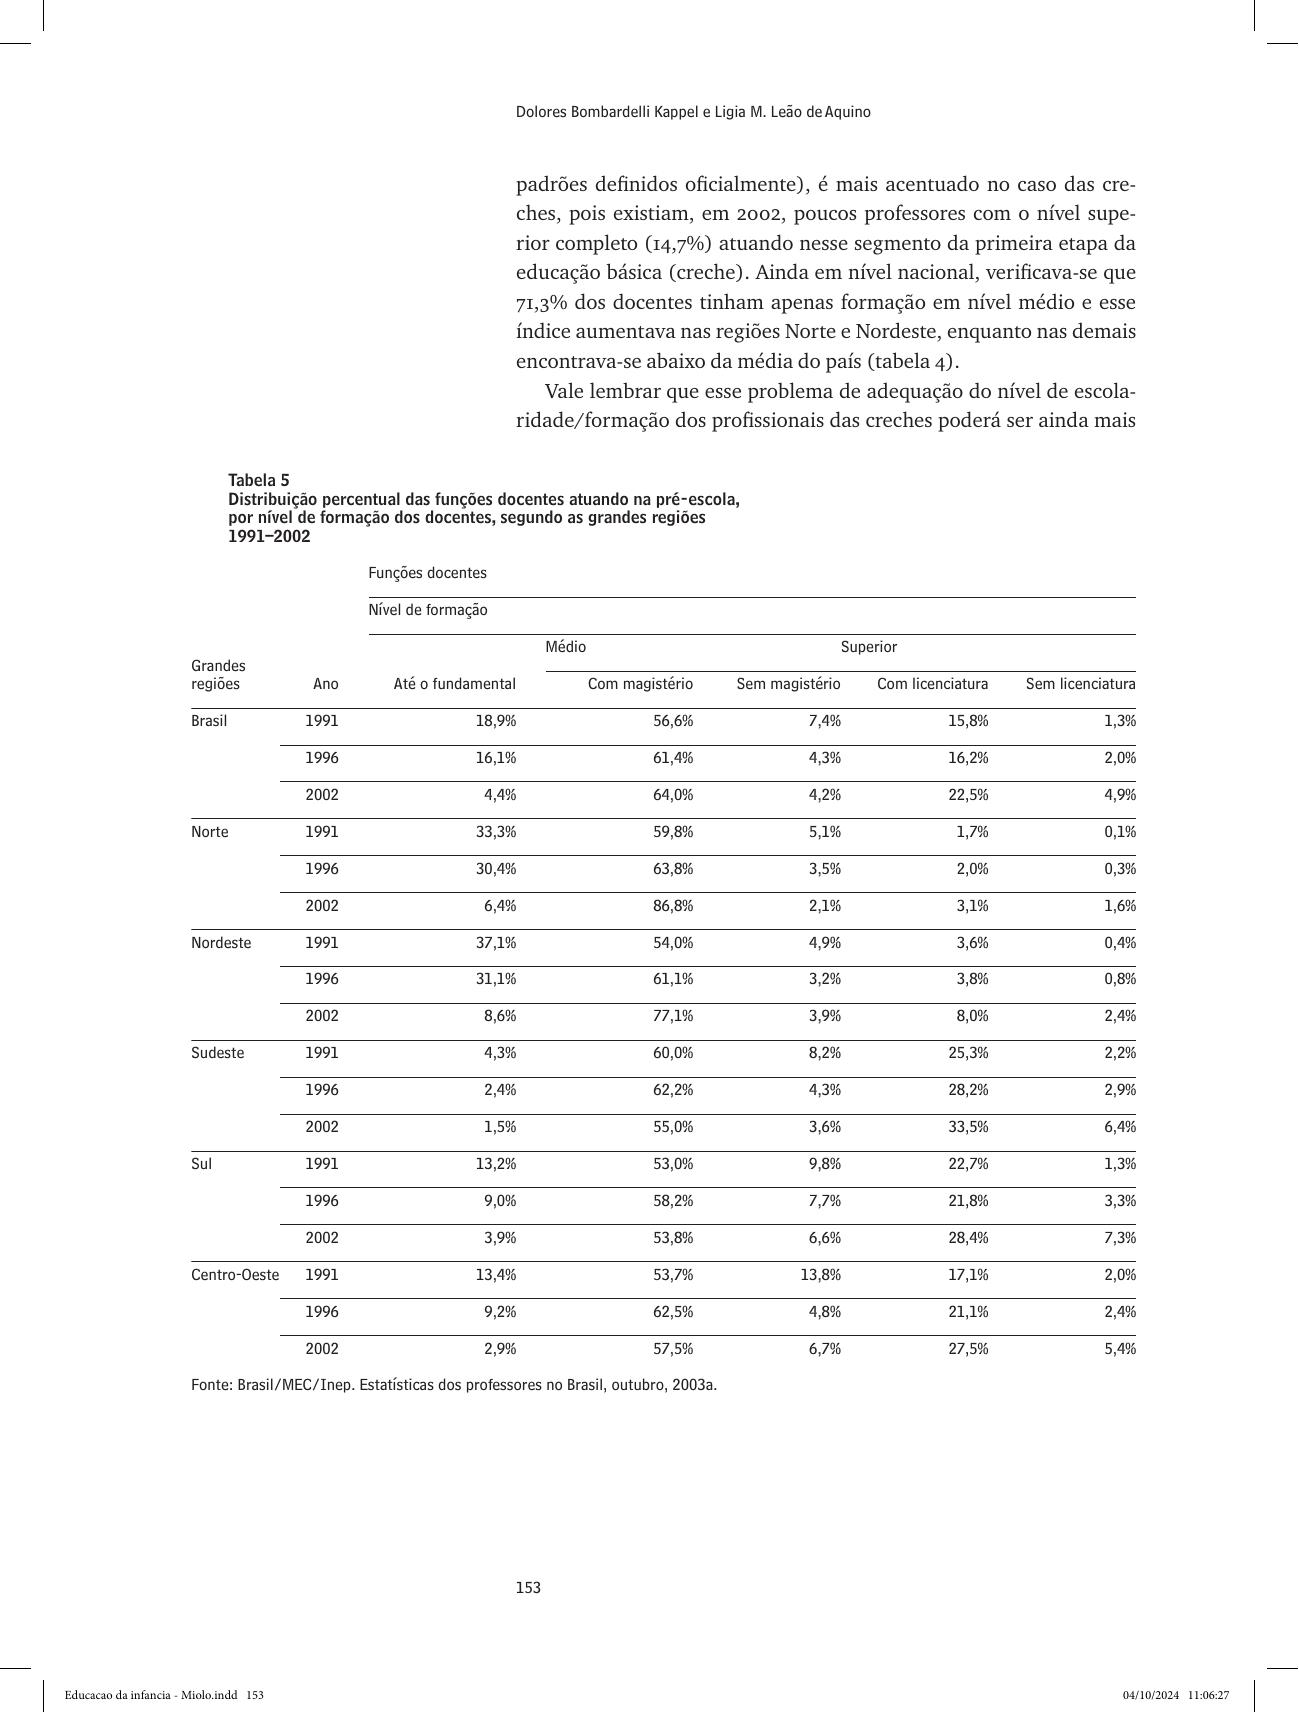 Dolores Bombardelli Kappel e Ligia M. Leão de Aquino
padrões definidos oficialmente), é mais acentuado no caso das cre-
ches, pois existiam, em 2002, poucos professores com o nível supe-
rior completo (14,7%) atuando nesse segmento da primeira etapa da
educação básica (creche). Ainda em nível nacional, verificava-se que
71,3% dos docentes tinham apenas formação em nível médio e esse
índice aumentava nas regiões Norte e Nordeste, enquanto nas demais
encontrava-se abaixo da média do país (tabela 4).
Vale lembrar que esse problema de adequação do nível de escola-
ridade/formação dos profissionais das creches poderá ser ainda mais
Tabela 5
Distribuição percentual das funções docentes atuando na pré-escola,
por nível de formação dos docentes, segundo as grandes regiões
1991–2002
Funções docentes
Nível de formação
Médio Superior
Grandes
regiões Ano Até o fundamental Com magistério Sem magistério Com licenciatura Sem licenciatura
Brasil 1991 18,9% 56,6% 7,4% 15,8% 1,3%
1996 16,1% 61,4% 4,3% 16,2% 2,0%
2002 4,4% 64,0% 4,2% 22,5% 4,9%
Norte 1991 33,3% 59,8% 5,1% 1,7% 0,1%
1996 30,4% 63,8% 3,5% 2,0% 0,3%
2002 6,4% 86,8% 2,1% 3,1% 1,6%
Nordeste 1991 37,1% 54,0% 4,9% 3,6% 0,4%
1996 31,1% 61,1% 3,2% 3,8% 0,8%
2002 8,6% 77,1% 3,9% 8,0% 2,4%
Sudeste 1991 4,3% 60,0% 8,2% 25,3% 2,2%
1996 2,4% 62,2% 4,3% 28,2% 2,9%
2002 1,5% 55,0% 3,6% 33,5% 6,4%
Sul 1991 13,2% 53,0% 9,8% 22,7% 1,3%
1996 9,0% 58,2% 7,7% 21,8% 3,3%
2002 3,9% 53,8% 6,6% 28,4% 7,3%
Centro-Oeste 1991 13,4% 53,7% 13,8% 17,1% 2,0%
1996 9,2% 62,5% 4,8% 21,1% 2,4%
2002 2,9% 57,5% 6,7% 27,5% 5,4%
Fonte: Brasil/MEC/Inep. Estatísticas dos professores no Brasil, outubro, 2003a.
153
Educacao da infancia - Miolo.indd 153 04/10/2024 11:06:27